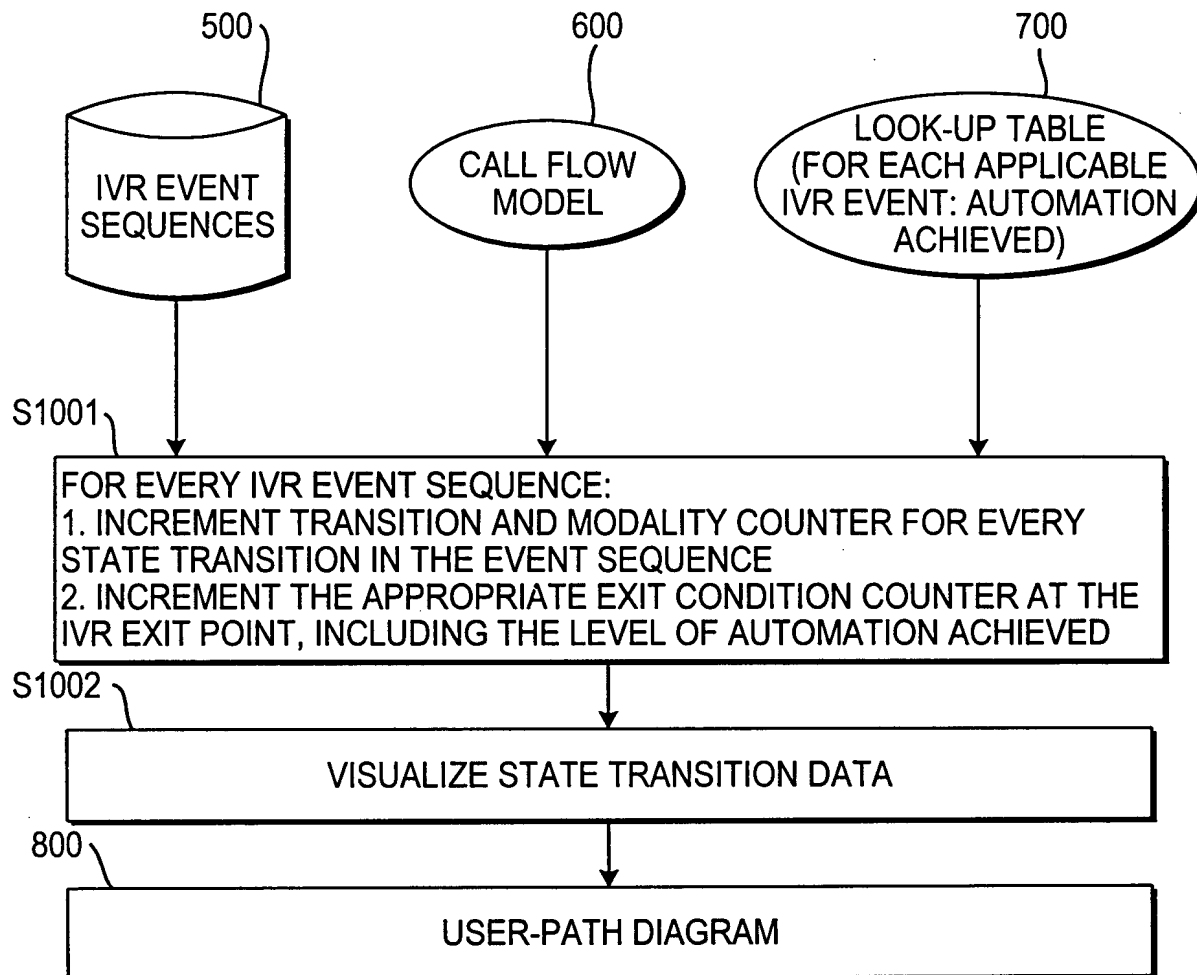 500
600
700
IVR EVENT
SEQUENCES
CALL FLOW
MODEL
LOOK-UP TABLE
(FOR EACH APPLICABLE
IVR EVENT: AUTOMATION
ACHIEVED)
S1001
FOR EVERY IVR EVENT SEQUENCE:
1. INCREMENT TRANSITION AND MODALITY COUNTER FOR EVERY
STATE TRANSITION IN THE EVENT SEQUENCE
2. INCREMENT THE APPROPRIATE EXIT CONDITION COUNTER AT THE
IVR EXIT POINT, INCLUDING THE LEVEL OF AUTOMATION ACHIEVED
S1002
VISUALIZE STATE TRANSITION DATA
800
USER-PATH DIAGRAM